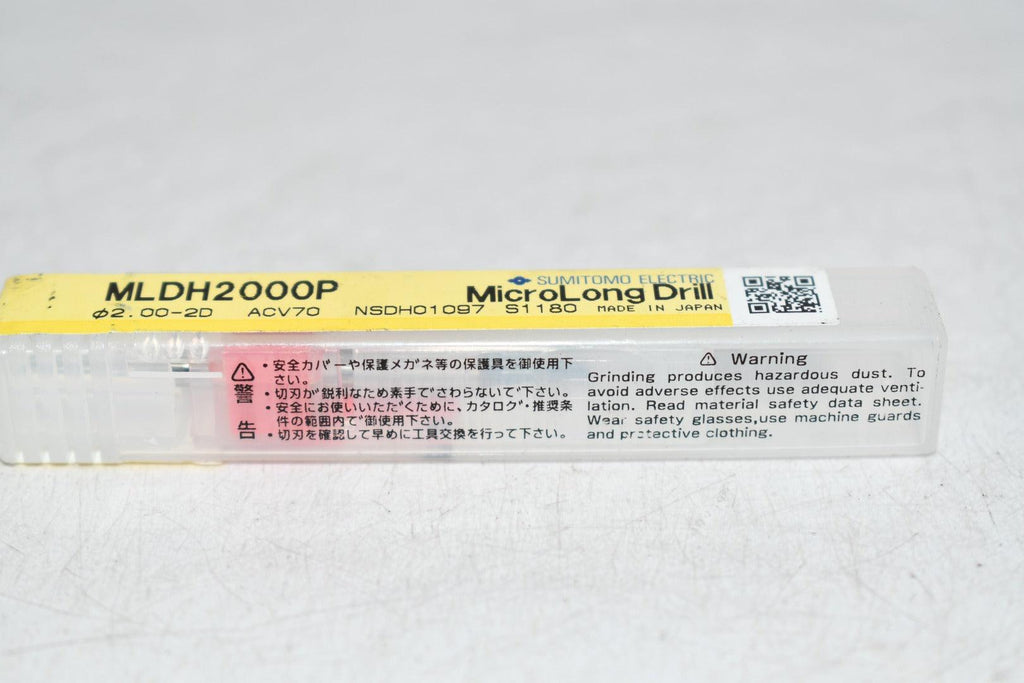 MLDH2000P
SUMITOMO ELECTRIC
MicroLong Drill
φ2.00-2D ACV70 NSDH01097 S1180 MADE IN JAPAN
⚠ 警告
・安全カバーや保護メガネ等の保護具を御使用下
さい。
・切刃が鋭利なため素手でさわらないで下さい。
・安全にお使いいただくために、カタログ・推奨条
件の範囲内で御使用下さい。
・切刃を確認して早めに工具交換を行って下さい。
⚠ Warning
Grinding produces hazardous dust. To
avoid adverse effects use adequate venti-
lation. Read material safety data sheet.
Wear safety glasses,use machine guards
and protective clothing.